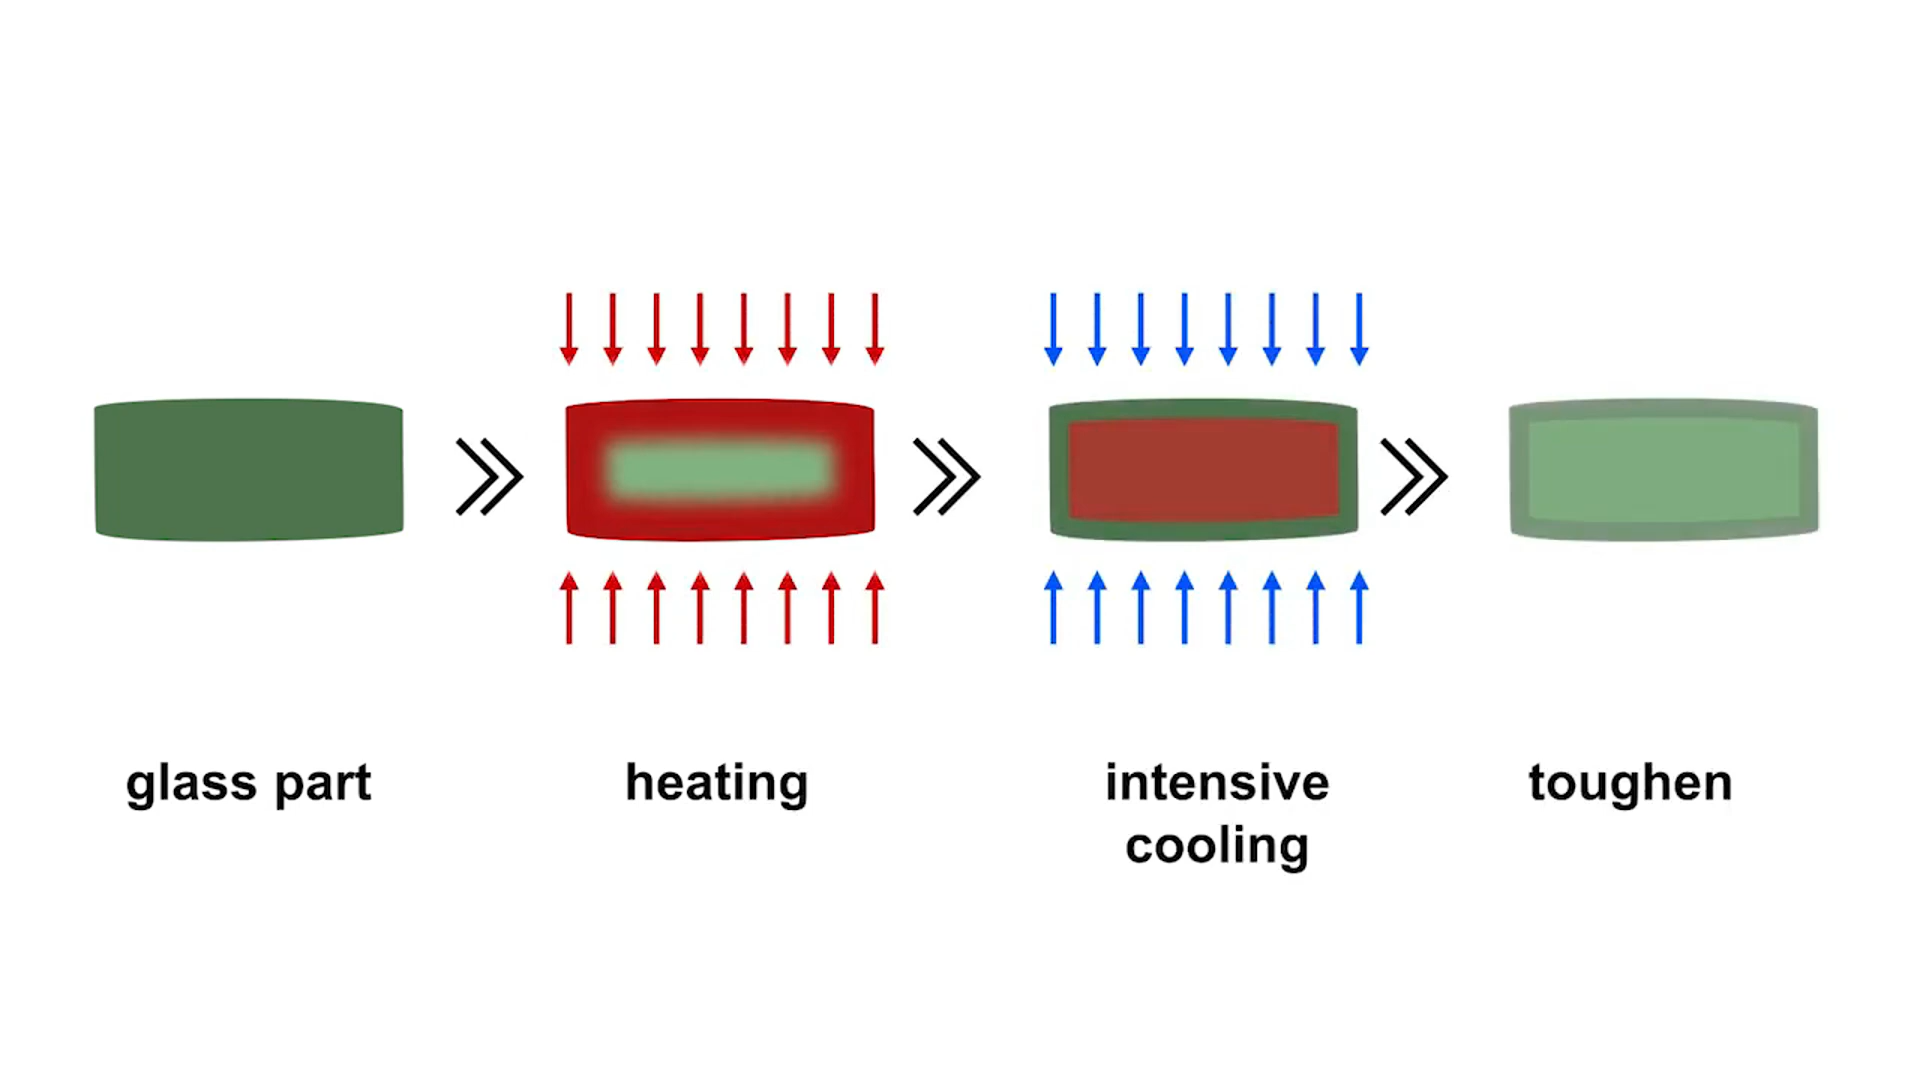 glass part
heating
intensive
cooling
toughen